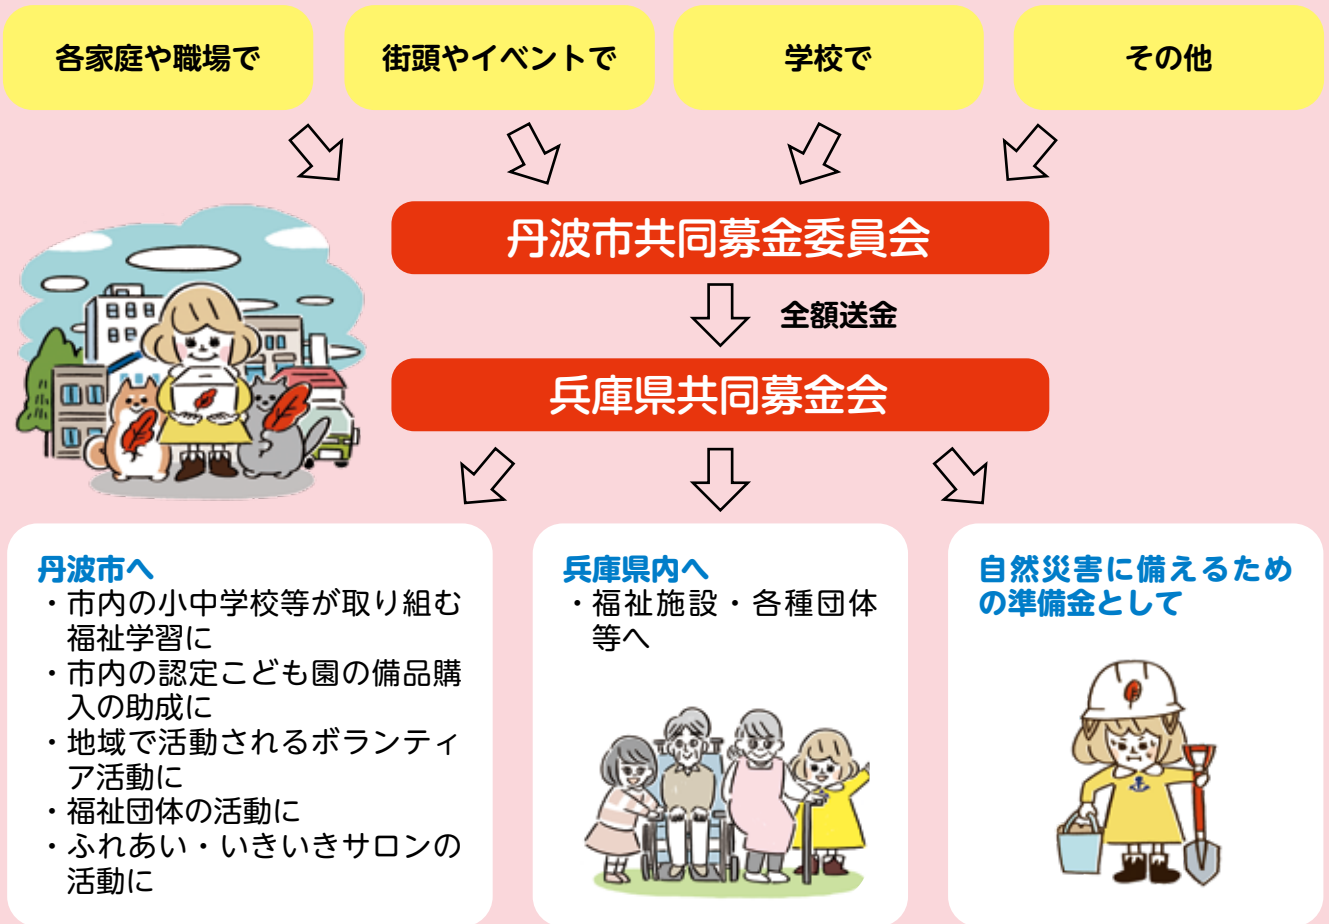 各家庭や職場で
街頭やイベントで
学校で
その他
丹波市共同募金委員会
全額送金
兵庫県共同募金会
丹波市へ
・市内の小中学校等が取り組む
福祉学習に
・市内の認定こども園の備品購
入の助成に
・地域で活動されるボランティ
ア活動に
・福祉団体の活動に
・ふれあい・いきいきサロンの
活動に
兵庫県内へ
・福祉施設・各種団体
等へ
自然災害に備えるため
の準備金として